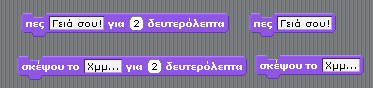 πες Γειά σου! για 2 δευτερόλεπτα
πες Γειά σου!
σκέψου το Χμμ... για 2 δευτερόλεπτα
σκέψου το Χμμ...